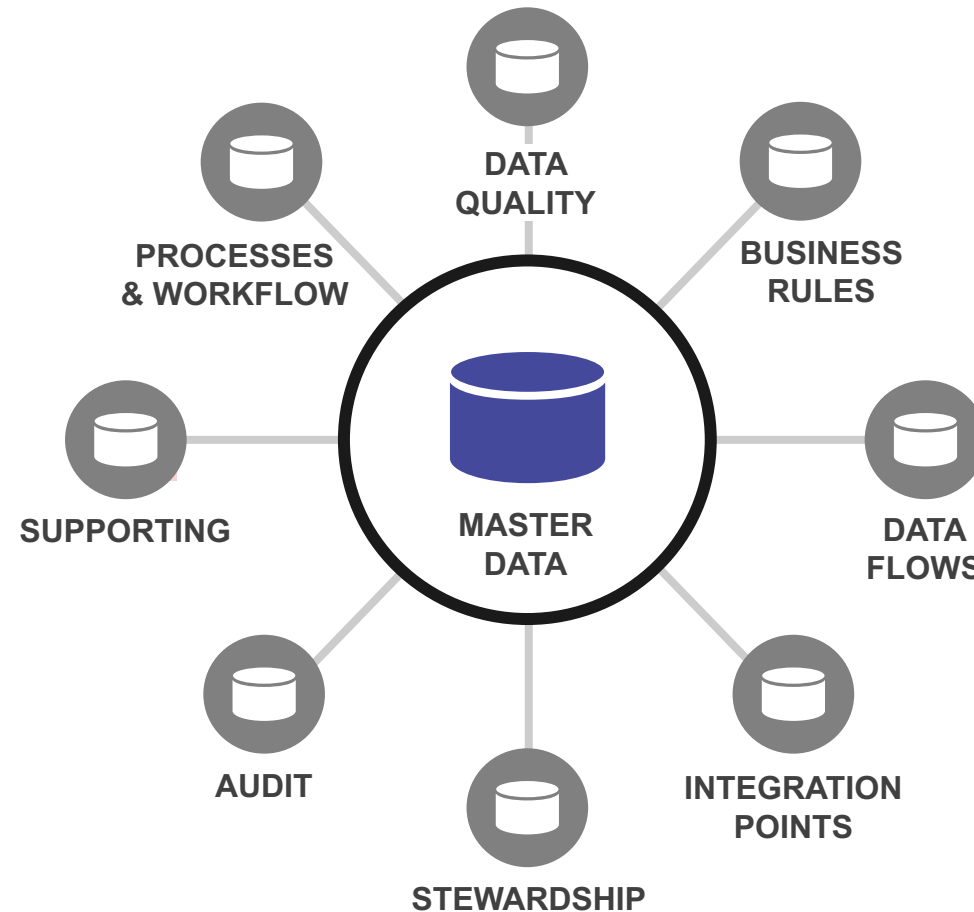 DATA
QUALITY
PROCESSES
& WORKFLOW
BUSINESS
RULES
SUPPORTING
MASTER
DATA
DATA
FLOWS
AUDIT
INTEGRATION
POINTS
STEWARDSHIP